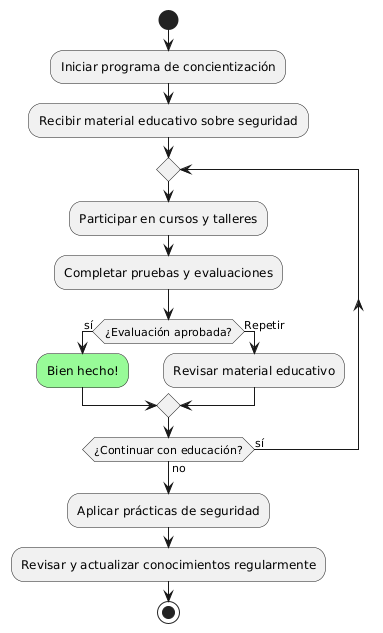 Iniciar programa de concientización
Recibir material educativo sobre seguridad
Participar en cursos y talleres
Completar pruebas y evaluaciones
sí
¿Evaluación aprobada?
Repetir
Bien hecho!
Revisar material educativo
¿Continuar con educación?
sí
no
Aplicar prácticas de seguridad
Revisar y actualizar conocimientos regularmente